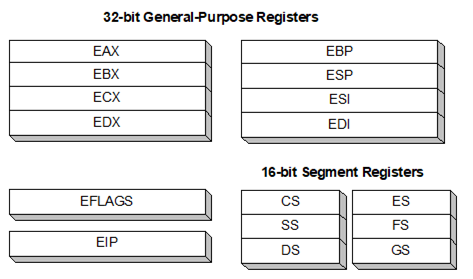 32-bit General-Purpose Registers
EAX
EBX
ECX
EDX
EBP
ESP
ESI
EDI
16-bit Segment Registers
EFLAGS
EIP
CS
SS
DS
ES
FS
GS